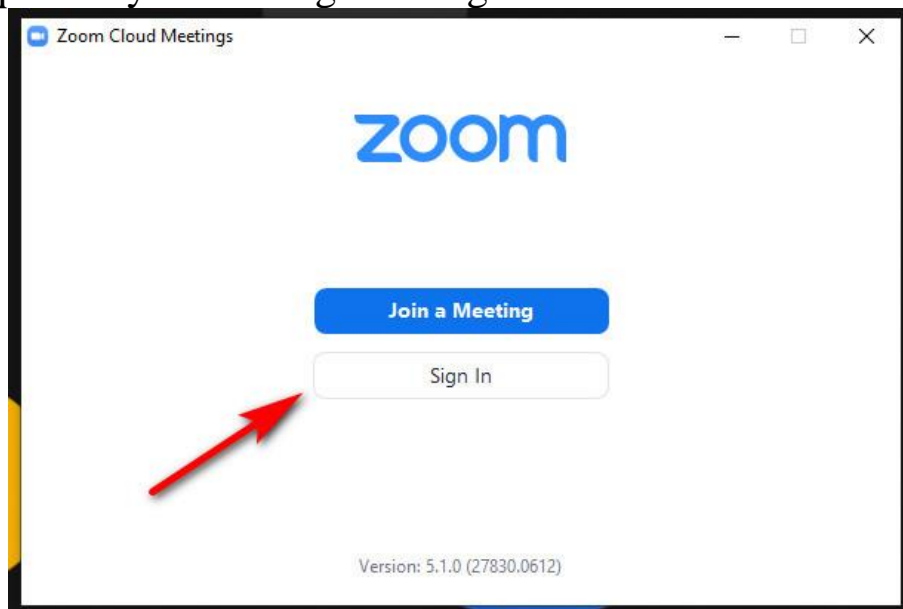 Zoom Cloud Meetings
zoom
Join a Meeting
Sign In
Version: 5.1.0 (27830.0612)